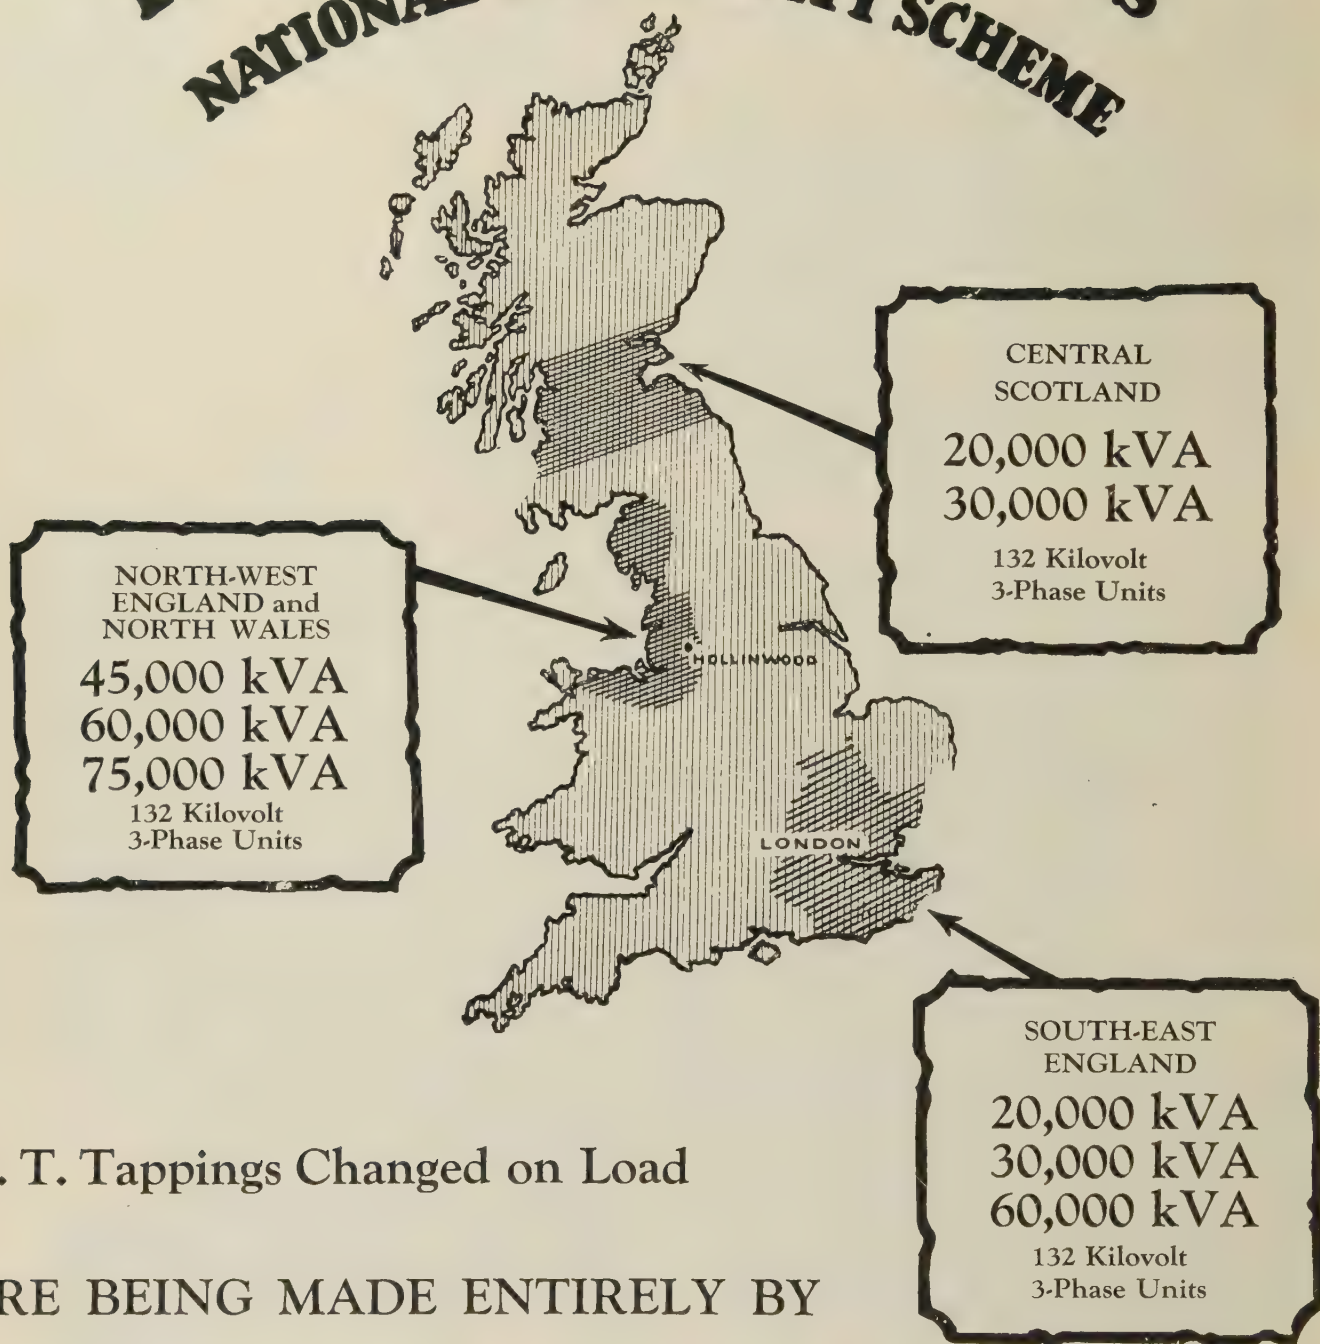 NATIONAL SCHEME
CENTRAL
SCOTLAND
20,000 kVA
30,000 kVA
132 Kilovolt
3-Phase Units
NORTH-WEST
ENGLAND and
NORTH WALES
45,000 kVA
60,000 kVA
75,000 kVA
132 Kilovolt
3-Phase Units
HOLLINWOOD
LONDON
SOUTH-EAST
ENGLAND
20,000 kVA
30,000 kVA
60,000 kVA
132 Kilovolt
3-Phase Units
. T. Tappings Changed on Load
RE BEING MADE ENTIRELY BY